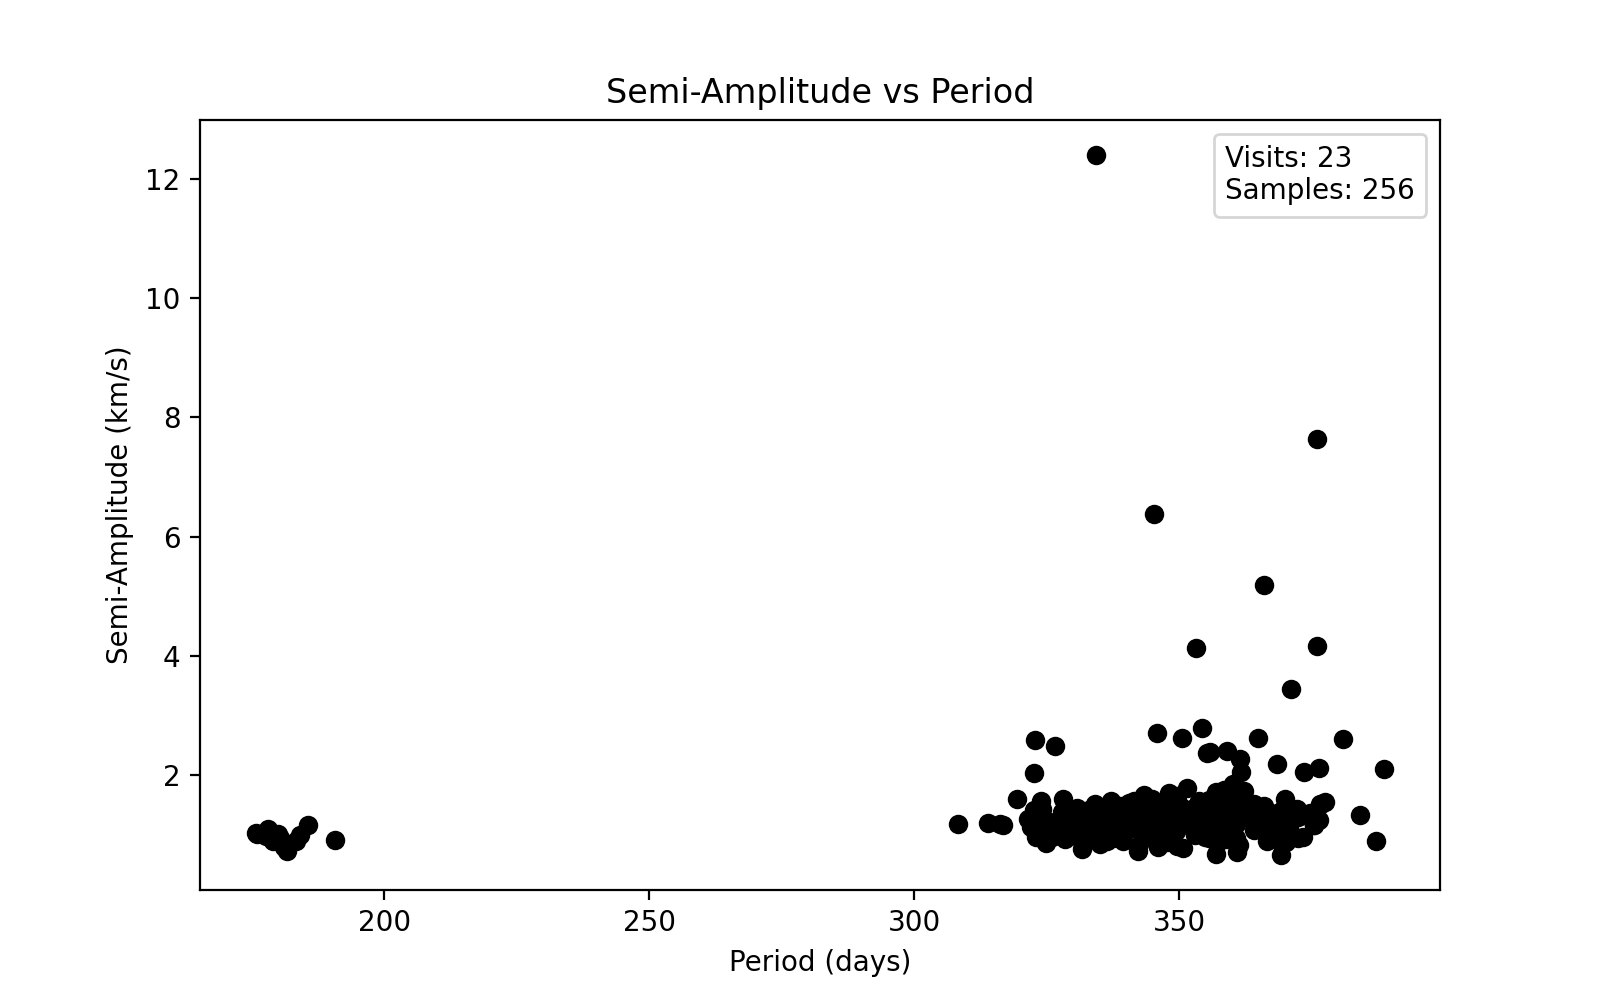 Semi-Amplitude vs Period
Visits: 23
Samples: 256
12
10
8
6
4
2
Semi-Amplitude (km/s)
200
250
300
350
Period (days)